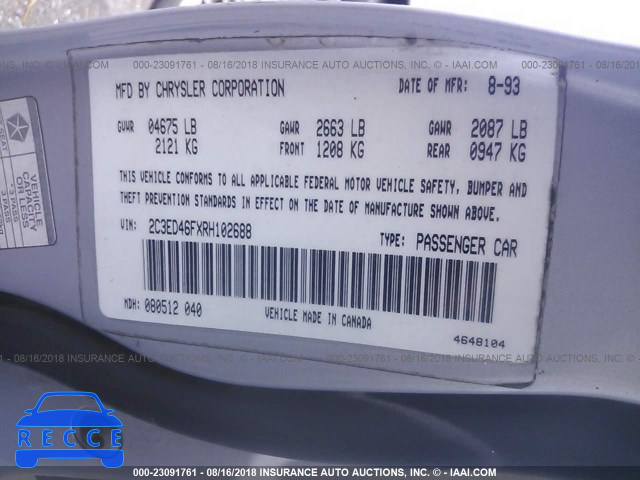 000-23091761 - 08/16/2018 INSURANCE AUTO AUCTIONS, INC. - © - IAAI.COM
MFD BY CHRYSLER CORPORATION DATE OF MFR: 8-93
GVWR 04675 LB GAWR 2663 LB GAWR 2087 LB
2121 KG FRONT 1208 KG REAR 0947 KG
THIS VEHICLE CONFORMS TO ALL APPLICABLE FEDERAL MOTOR VEHICLE SAFETY, BUMPER AND
THEFT PREVENTION STANDARDS IN EFFECT ON THE DATE OF MANUFACTURE SHOWN ABOVE.
VIN: 2C3ED46FXRH102688 TYPE: PASSENGER CAR
MDH: 080512 040 VEHICLE MADE IN CANADA
4648104
VEHICLE
CAPACITY
OR LESS
RECCE
000-23091761 - 08/16/2018 INSURANCE AUTO AUCTIONS, INC. - © - IAAI.COM